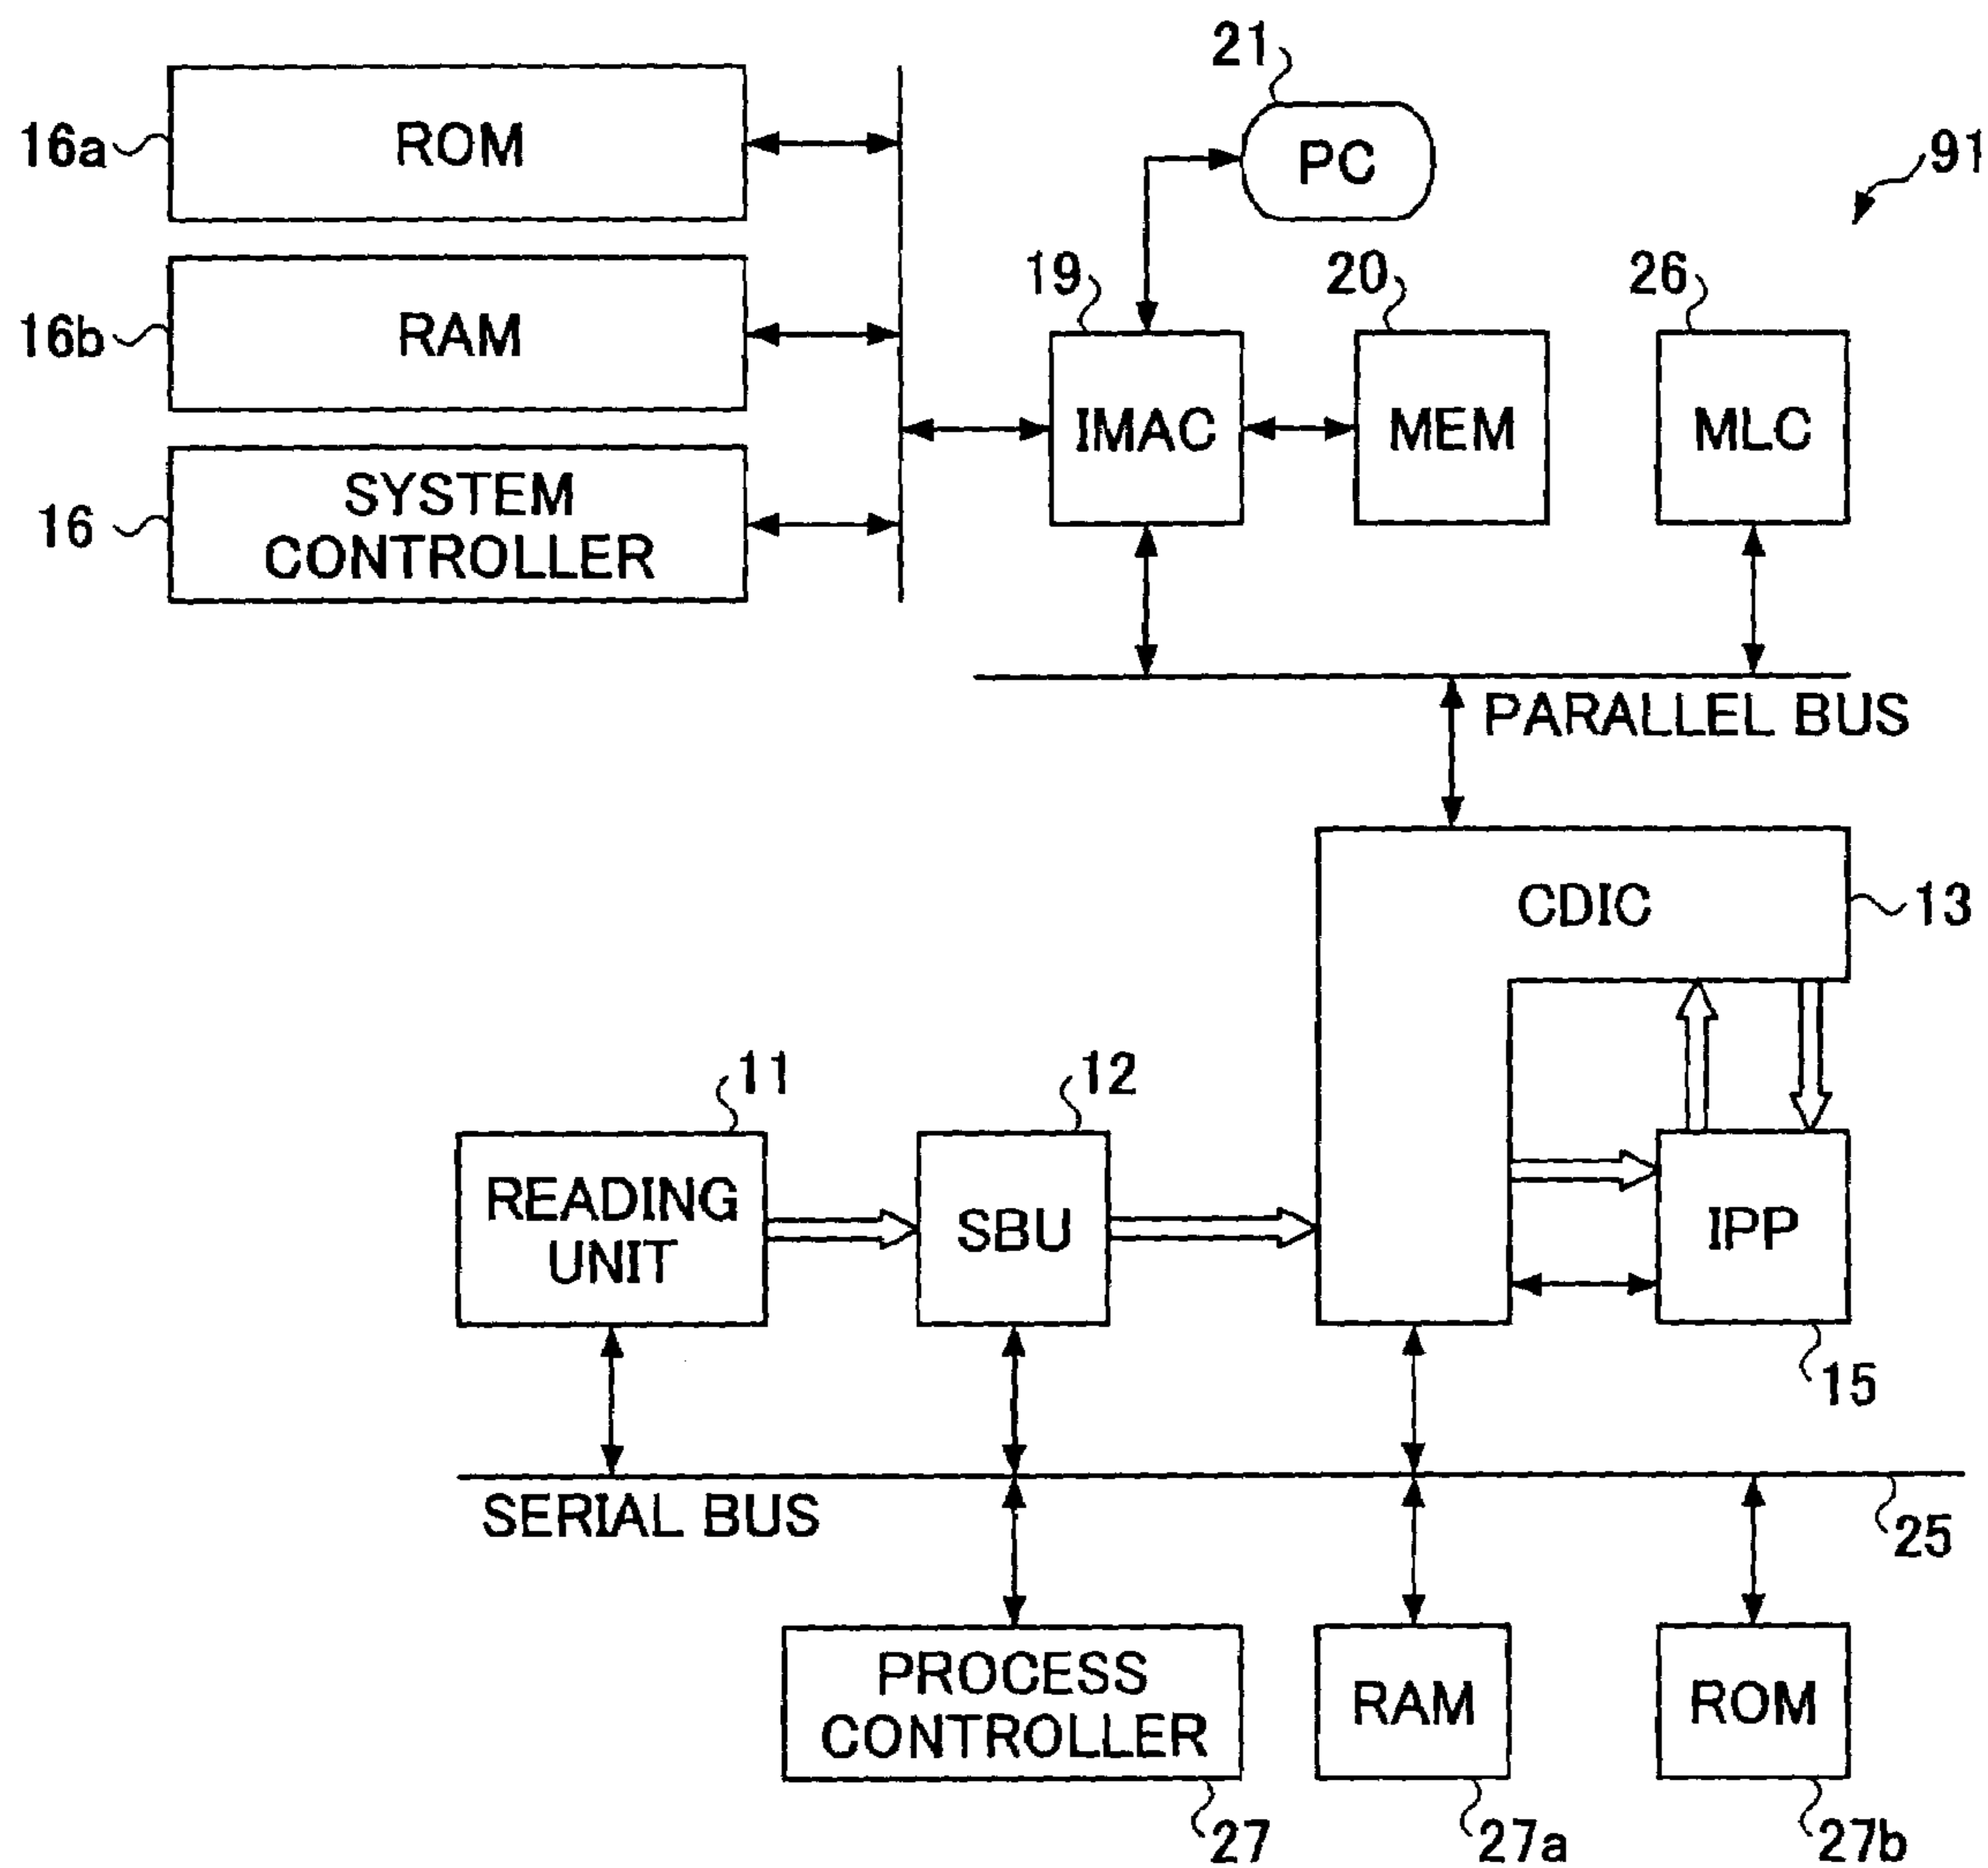 21
16a
ROM
PC
91
19
20
26
16b
RAM
IMAC
MEM
MLC
16
SYSTEM
CONTROLLER
PARALLEL BUS
CDIC
13
11
12
READING
UNIT
SBU
IPP
15
SERIAL BUS
25
PROCESS
CONTROLLER
RAM
ROM
27
27a
27b